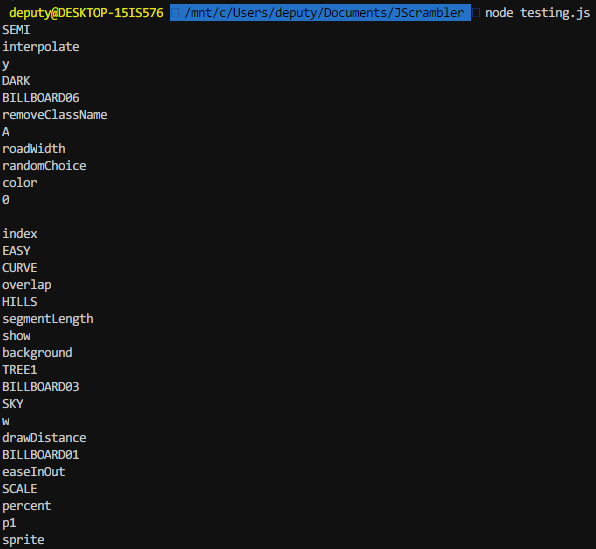 deputy@DESKTOP-15IS576 /mnt/c/Users/deputy/Documents/JScrambler node testing.js
SEMI
interpolate
y
DARK
BILLBOARD06
removeClassName
A
roadWidth
randomChoice
color
0
index
EASY
CURVE
overlap
HILLS
segmentLength
show
background
TREE1
BILLBOARD03
SKY
w
drawDistance
BILLBOARD01
easeInOut
SCALE
percent
p1
sprite